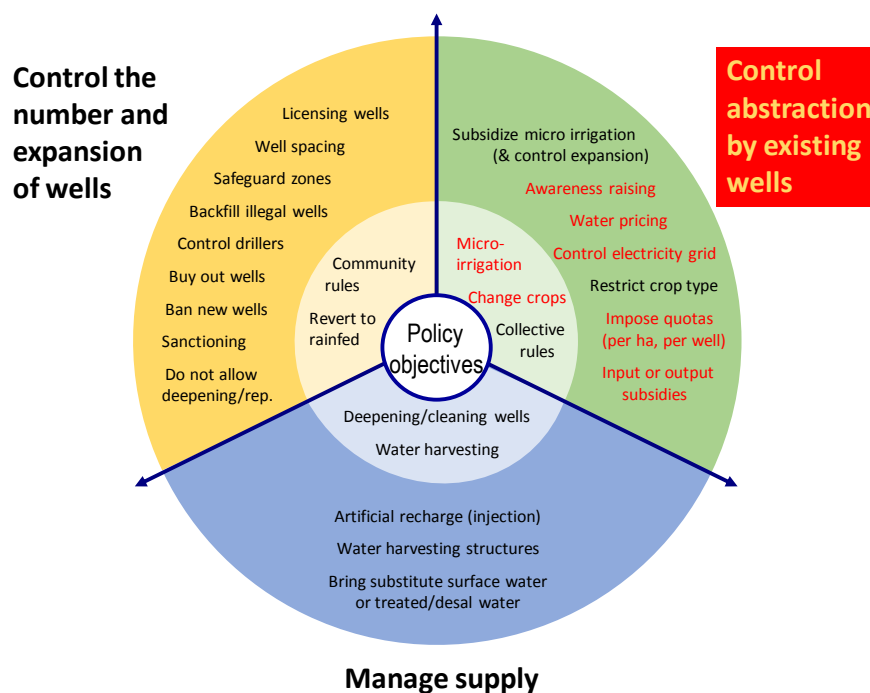 Control the
number and
expansion
of wells
Licensing wells
Well spacing
Safeguard zones
Backfill illegal wells
Control drillers
Buy out wells
Ban new wells
Sanctioning
Do not allow
deepening/rep.
Community
rules
Revert to
rainfed
Control
abstraction
by existing
wells
Subsidize micro irrigation
(& control expansion)
Awareness raising
Water pricing
Control electricity grid
Restrict crop type
Impose quotas
(per ha, per well)
Input or output
subsidies
Micro-
irrigation
Change crops
Collective
rules
Policy
objectives
Deepening/cleaning wells
Water harvesting
Artificial recharge (injection)
Water harvesting structures
Bring substitute surface water
or treated/desal water
Manage supply